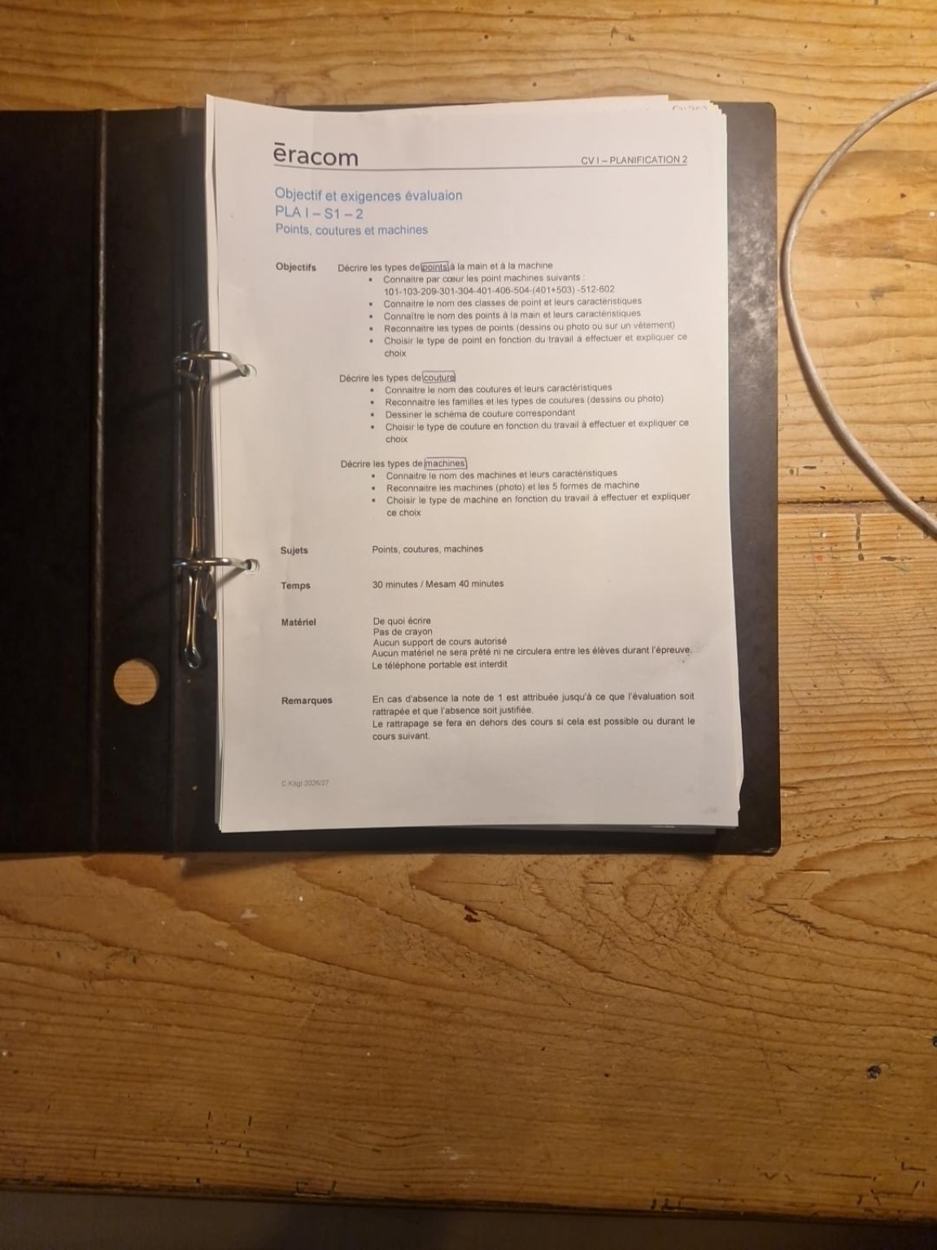 ēracom
CV I – PLANIFICATION 2
Objectif et exigences évaluaion
PLA I – S1 – 2
Points, coutures et machines
Objectifs Décrire les types de points à la main et à la machine
• Connaitre par cœur les point machines suivants :
101-103-209-301-304-401-406-504-(401+503) -512-602
• Connaitre le nom des classes de point et leurs caractéristiques
• Connaître le nom des points à la main et leurs caractéristiques
• Reconnaitre les types de points (dessins ou photo ou sur un vêtement)
• Choisir le type de point en fonction du travail à effectuer et expliquer ce
choix
Décrire les types de couture
• Connaitre le nom des coutures et leurs caractéristiques
• Reconnaitre les familles et les types de coutures (dessins ou photo)
• Dessiner le schéma de couture correspondant
• Choisir le type de couture en fonction du travail à effectuer et expliquer ce
choix
Décrire les types de machines
• Connaitre le nom des machines et leurs caractéristiques
• Reconnaitre les machines (photo) et les 5 formes de machine
• Choisir le type de machine en fonction du travail à effectuer et expliquer
ce choix
Sujets Points, coutures, machines
Temps 30 minutes / Mesam 40 minutes
Matériel De quoi écrire
Pas de crayon
Aucun support de cours autorisé
Aucun matériel ne sera prêté ni ne circulera entre les élèves durant l'épreuve.
Le téléphone portable est interdit
Remarques En cas d'absence la note de 1 est attribuée jusqu'à ce que l'évaluation soit
rattrapée et que l'absence soit justifiée.
Le rattrapage se fera en dehors des cours si cela est possible ou durant le
cours suivant.